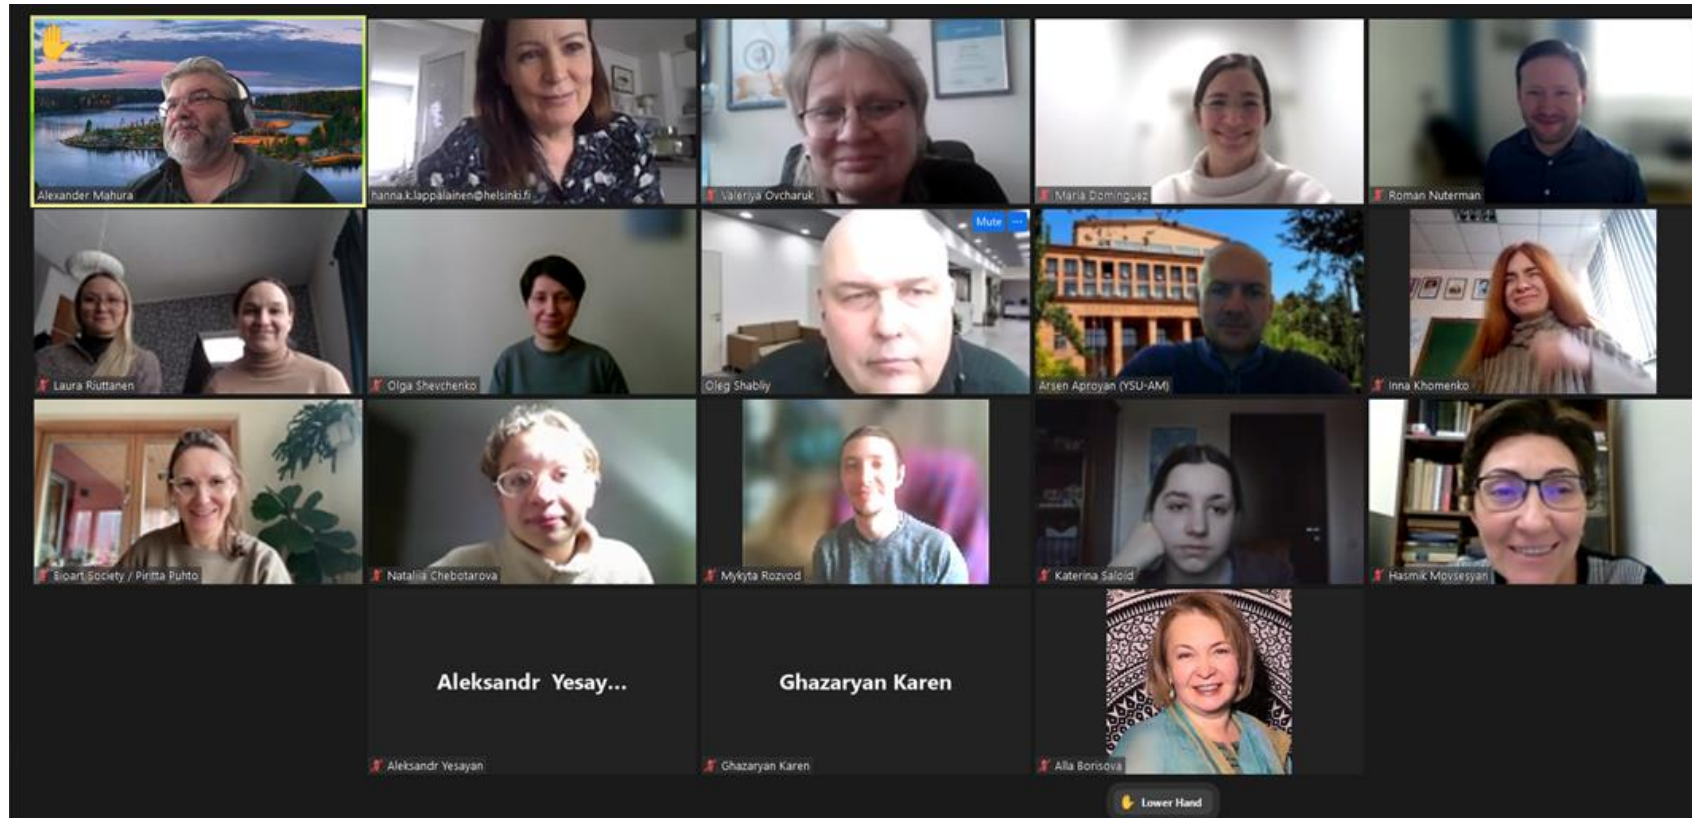 Alexander Mahura
hanna.k.lappalainen@helsinki.fi
Valeriya Ovcharuk
Maria Dominguez
Roman Nuterman
Mute
Laura Riuttanen
Olga Shevchenko
Oleg Shabliy
Arsen Aproyan (YSU-AM)
Inna Khomenko
Bioart Society / Piritta Puhto
Nataliia Chebotarova
Mykyta Rozvod
Katerina Saloid
Hasmik Movsesyan
Aleksandr Yesay...
Ghazaryan Karen
Aleksandr Yesayan
Ghazaryan Karen
Alla Borisova
Lower Hand